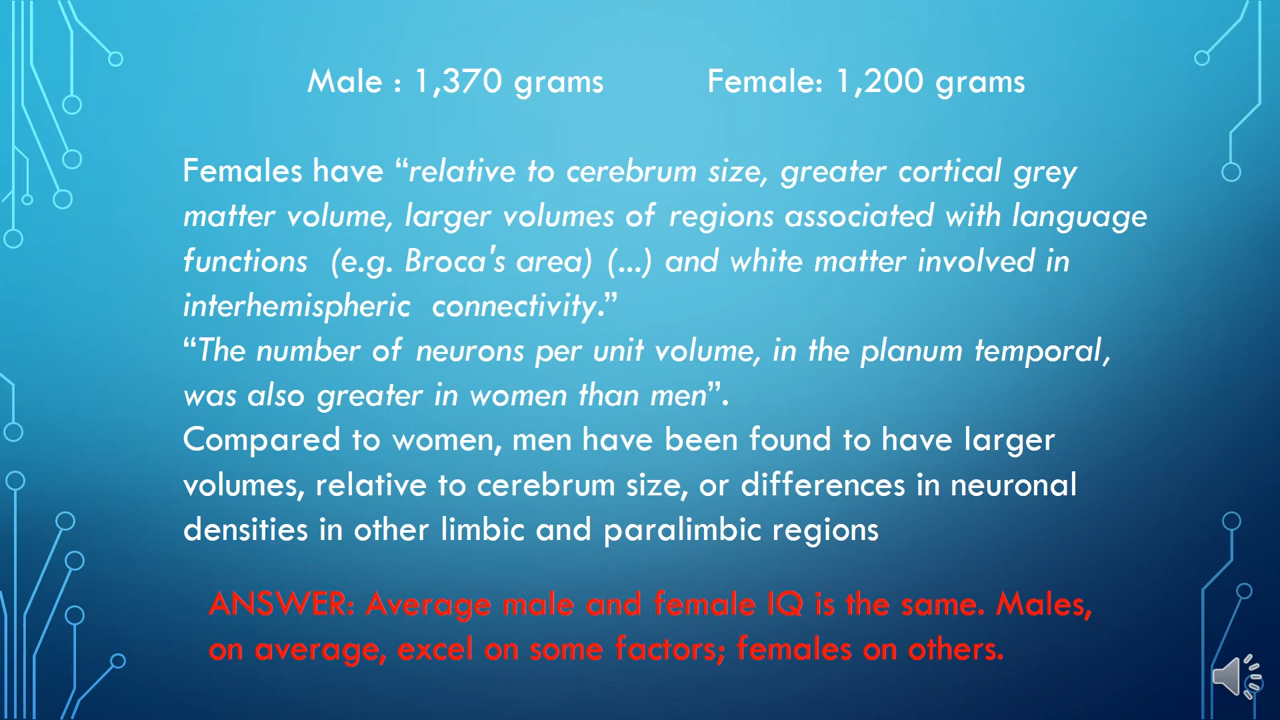 Male : 1,370 grams Female: 1,200 grams
Females have “relative to cerebrum size, greater cortical grey
matter volume, larger volumes of regions associated with language
functions (e.g. Broca's area) (...) and white matter involved in
interhemispheric connectivity.”
“The number of neurons per unit volume, in the planum temporal,
was also greater in women than men”.
Compared to women, men have been found to have larger
volumes, relative to cerebrum size, or differences in neuronal
densities in other limbic and paralimbic regions
ANSWER: Average male and female IQ is the same. Males,
on average, excel on some factors; females on others.